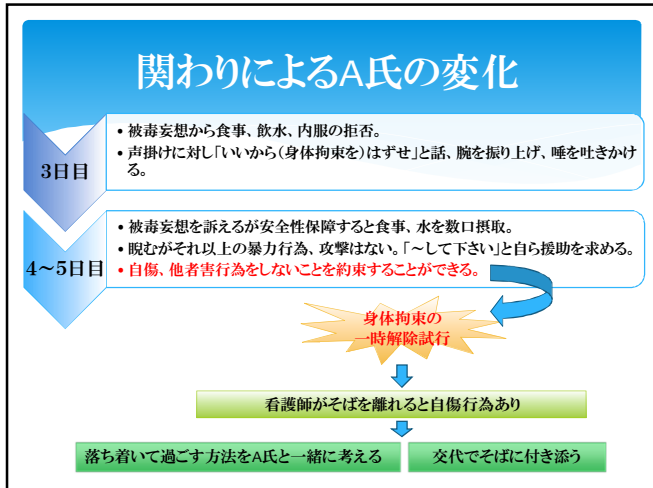 関わりによるA氏の変化
3日目
• 被毒妄想から食事、飲水、内服の拒否。
• 声掛けに対し「いいから(身体拘束を)はずせ」と話、腕を振り上げ、唾を吐きかけ
る。
4~5日目
• 被毒妄想を訴えるが安全性保障すると食事、水を数口摂取。
• 睨むがそれ以上の暴力行為、攻撃はない。「~して下さい」と自ら援助を求める。
• 自傷、他者害行為をしないことを約束することができる。
身体拘束の
一時解除試行
看護師がそばを離れると自傷行為あり
落ち着いて過ごす方法をA氏と一緒に考える
交代でそばに付き添う